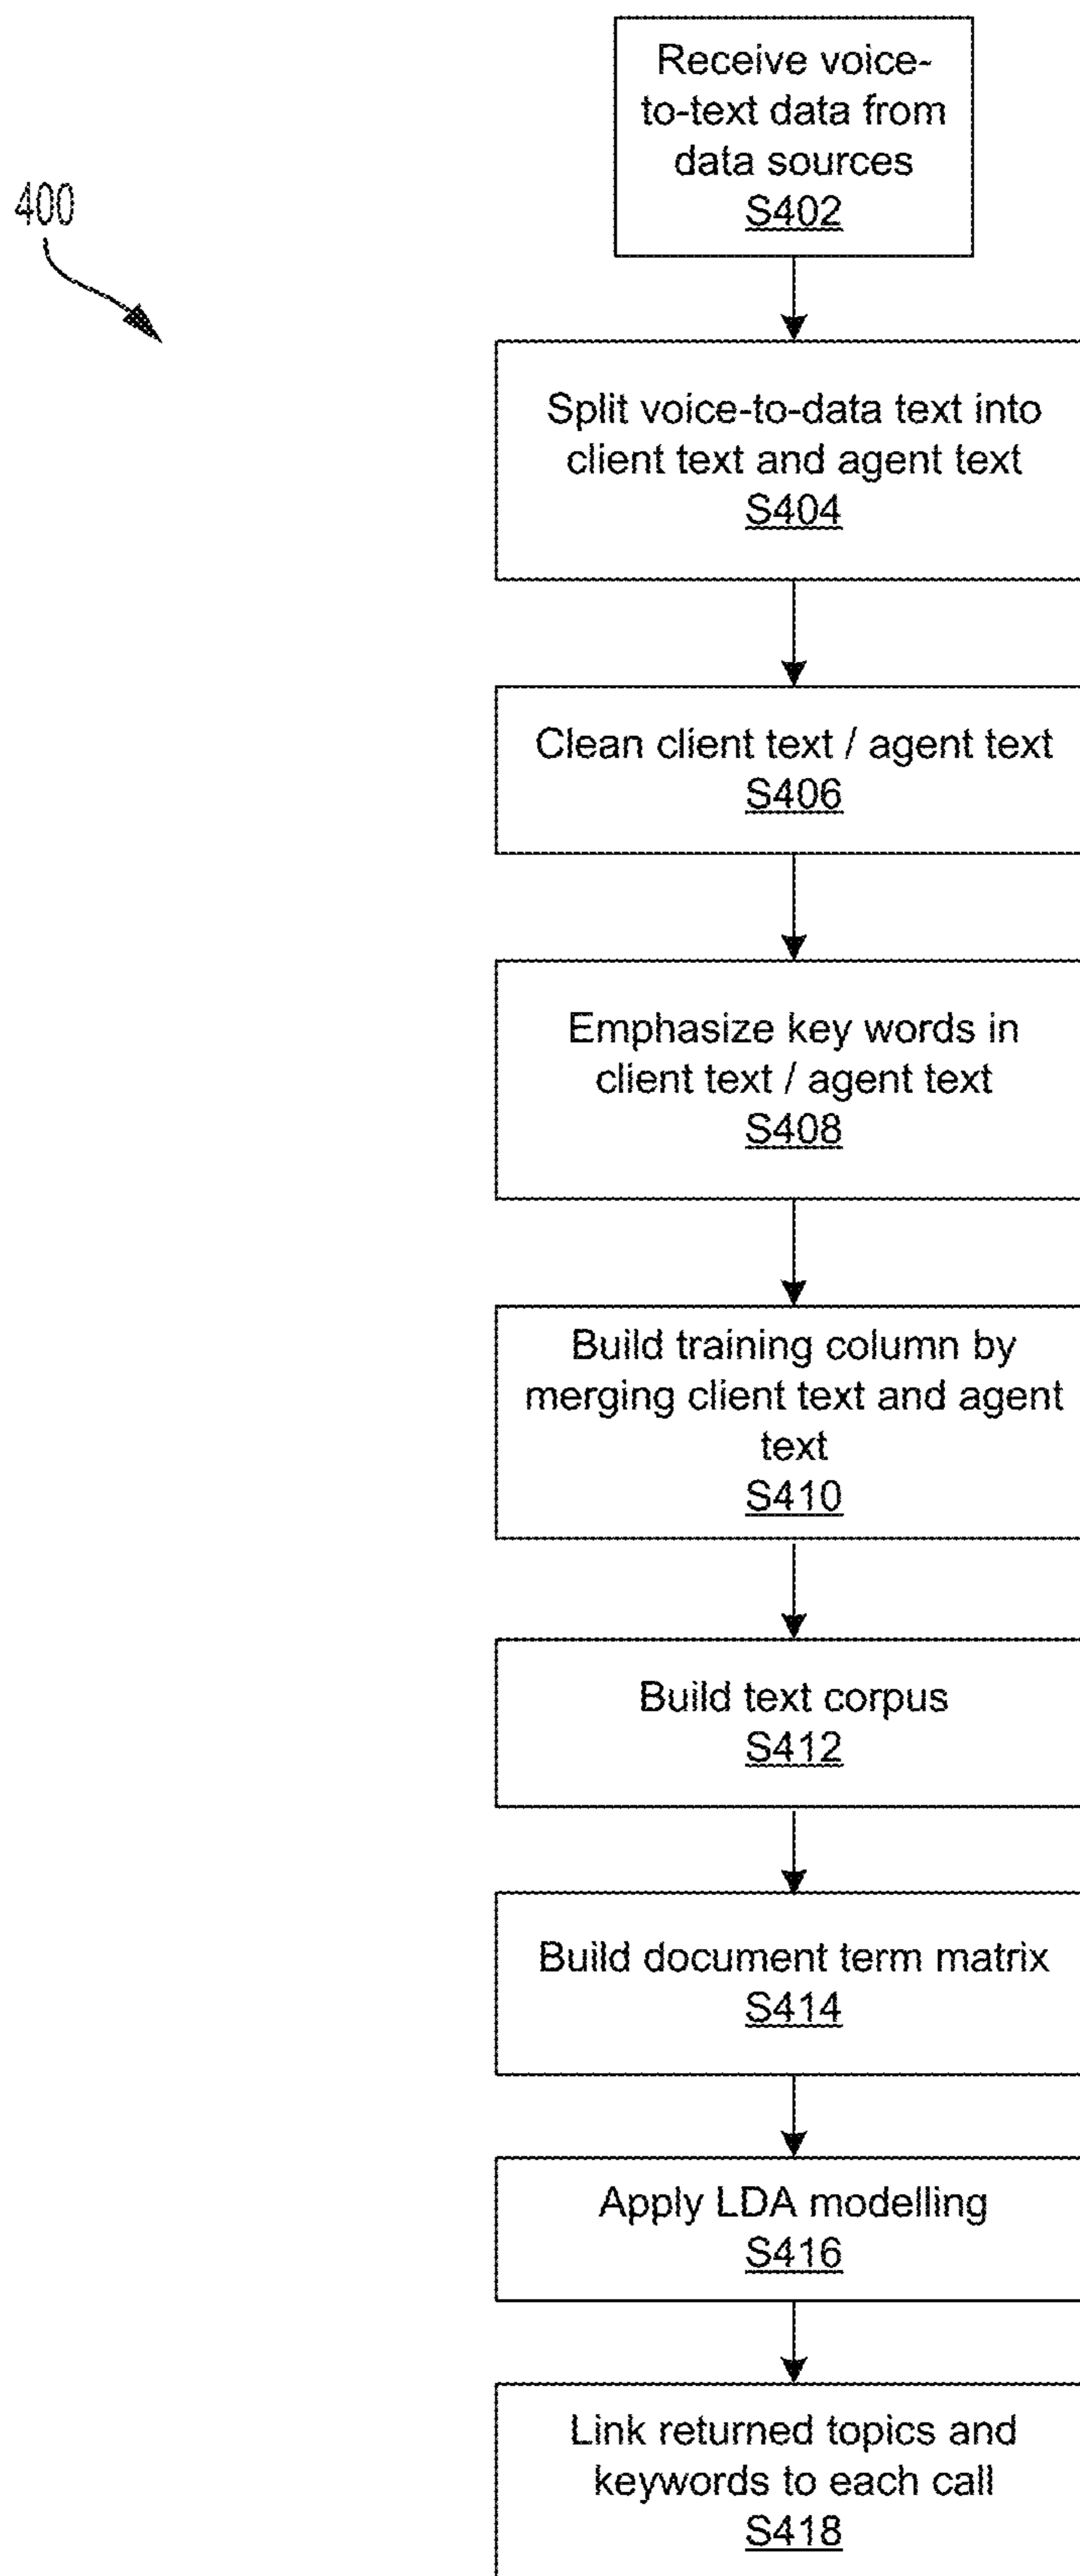 Receive voice-
to-text data from
data sources
S402
400
Split voice-to-data text into
client text and agent text
S404
Clean client text / agent text
S406
Emphasize key words in
client text / agent text
S408
Build training column by
merging client text and agent
text
S410
Build text corpus
S412
Build document term matrix
S414
Apply LDA modelling
S416
Link returned topics and
keywords to each call
S418